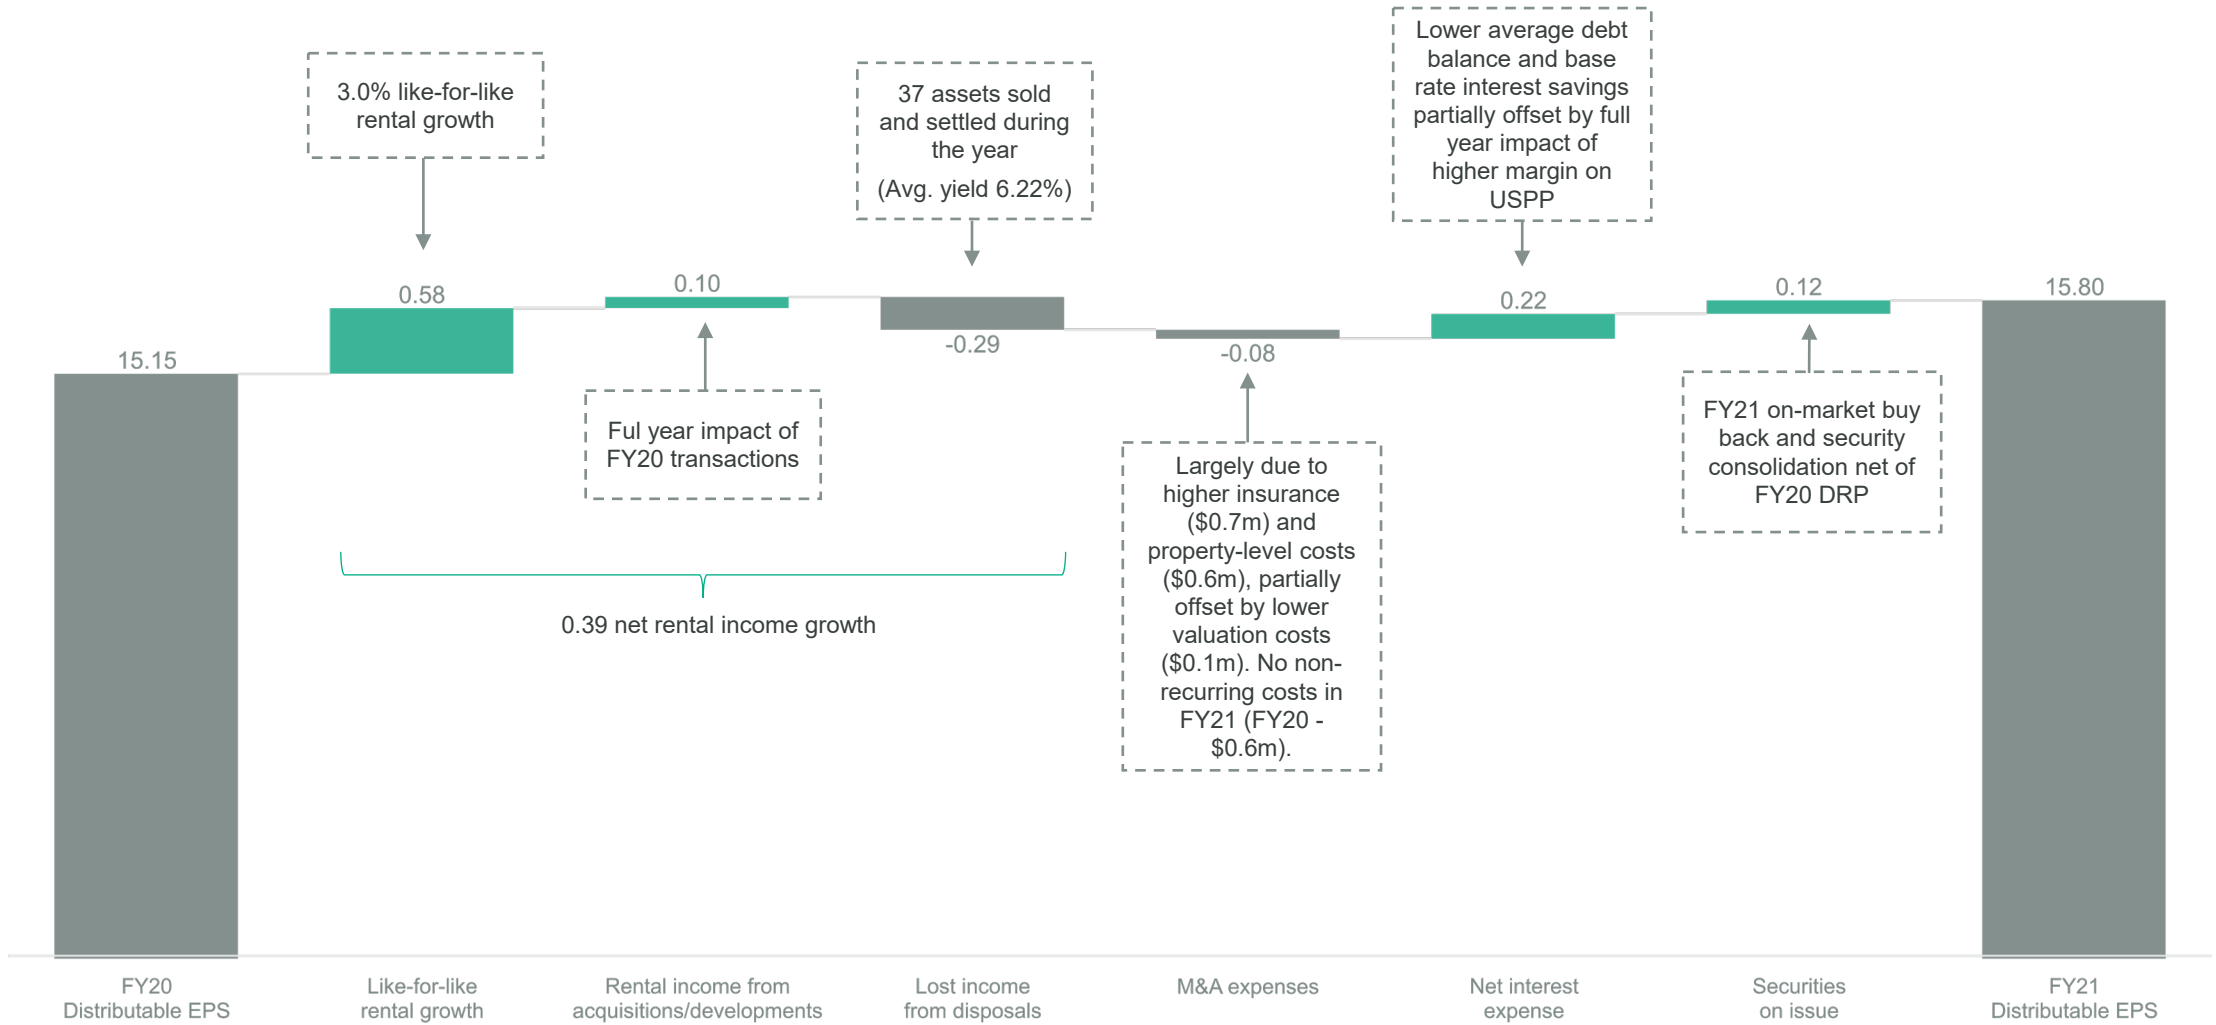 3.0% like-for-like
rental growth
37 assets sold
and settled during
the year
(Avg. yield 6.22%)
Lower average debt
balance and base
rate interest savings
partially offset by full
year impact of
higher margin on
USPP
15.15
0.58
0.10
-0.29
-0.08
0.22
0.12
15.80
Ful year impact of
FY20 transactions
Largely due to
higher insurance
($0.7m) and
property-level costs
($0.6m), partially
offset by lower
valuation costs
($0.1m). No non-
recurring costs in
FY21 (FY20 -
$0.6m).
FY21 on-market buy
back and security
consolidation net of
FY20 DRP
0.39 net rental income growth
FY20
Distributable EPS
Like-for-like
rental growth
Rental income from
acquisitions/developments
Lost income
from disposals
M&A expenses
Net interest
expense
Securities
on issue
FY21
Distributable EPS